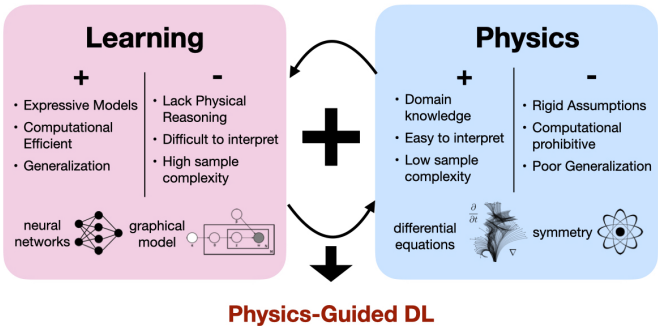 Learning
+
-
• Expressive Models
• Computational
Efficient
• Generalization
• Lack Physical
Reasoning
• Difficult to interpret
• High sample
complexity
neural
networks
graphical
model
+
Physics
+
-
• Domain
knowledge
• Easy to interpret
• Low sample
complexity
• Rigid Assumptions
• Computational
prohibitive
• Poor Generalization
differential
equations
∂
∂t
∇
symmetry
Physics-Guided DL